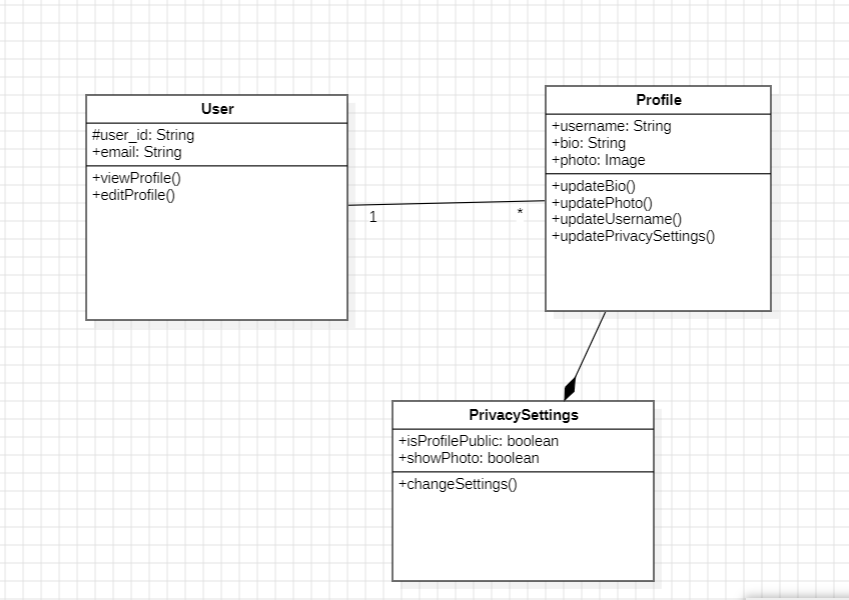 User
#user_id: String
+email: String
+viewProfile()
+editProfile()
1
*
Profile
+username: String
+bio: String
+photo: Image
+updateBio()
+updatePhoto()
+updateUsername()
+updatePrivacySettings()
PrivacySettings
+isProfilePublic: boolean
+showPhoto: boolean
+changeSettings()